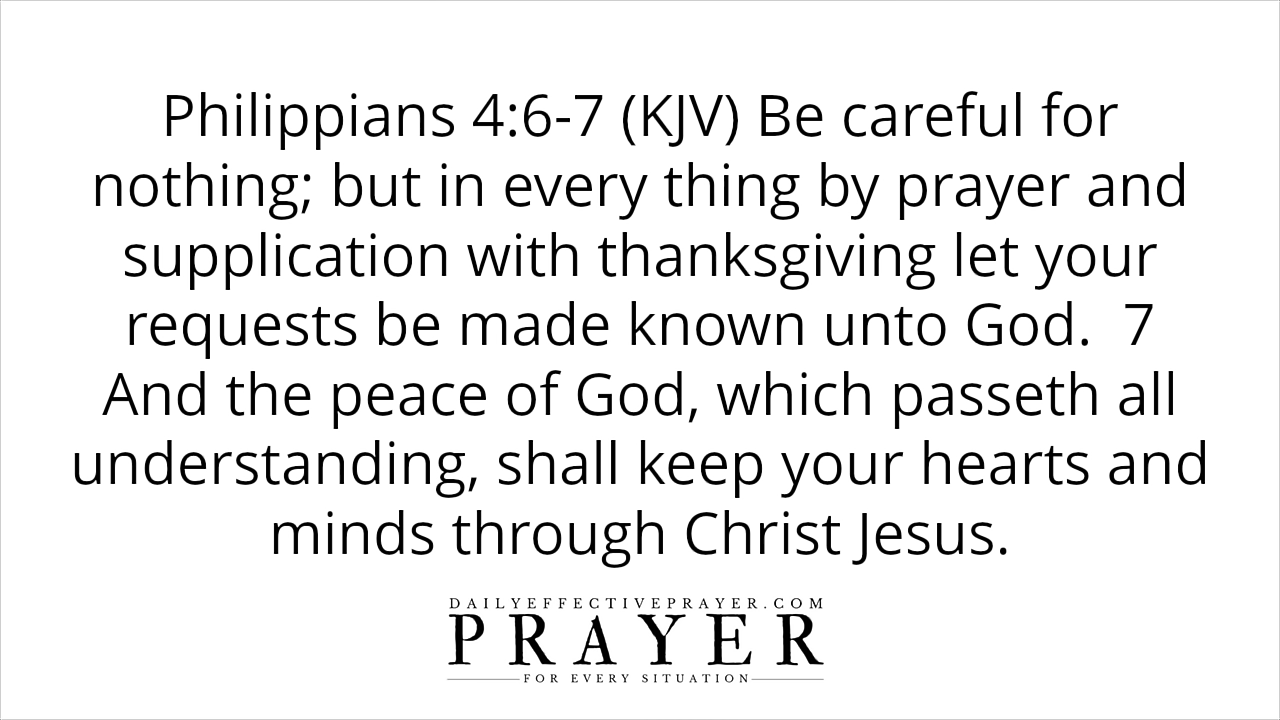 Philippians 4:6-7 (KJV) Be careful for
nothing; but in every thing by prayer and
supplication with thanksgiving let your
requests be made known unto God.  7
And the peace of God, which passeth all
understanding, shall keep your hearts and
minds through Christ Jesus.
DAILYEFFECTIVEPRAYER.COM
PRAYER
FOR EVERY SITUATION